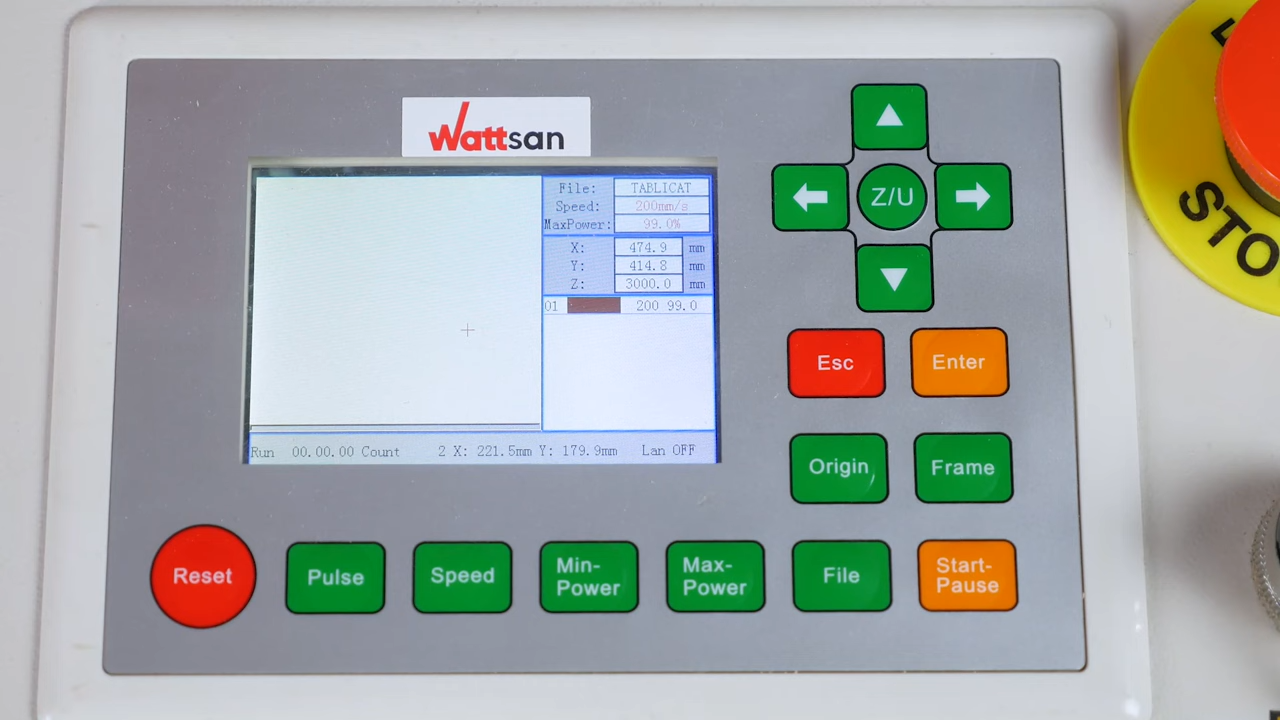 Wattsan
File: TABLICAT
Speed: 200mm/s
MaxPower: 99.0%
X: 474.9 mm
Y: 414.8 mm
Z: 3000.0 mm
01 200 99.0
Run 00.00.00 Count 2 X: 221.5mm Y: 179.9mm Lan OFF
Z/U
Esc Enter
Origin Frame
Reset Pulse Speed Min-Power Max-Power File Start-Pause
STO